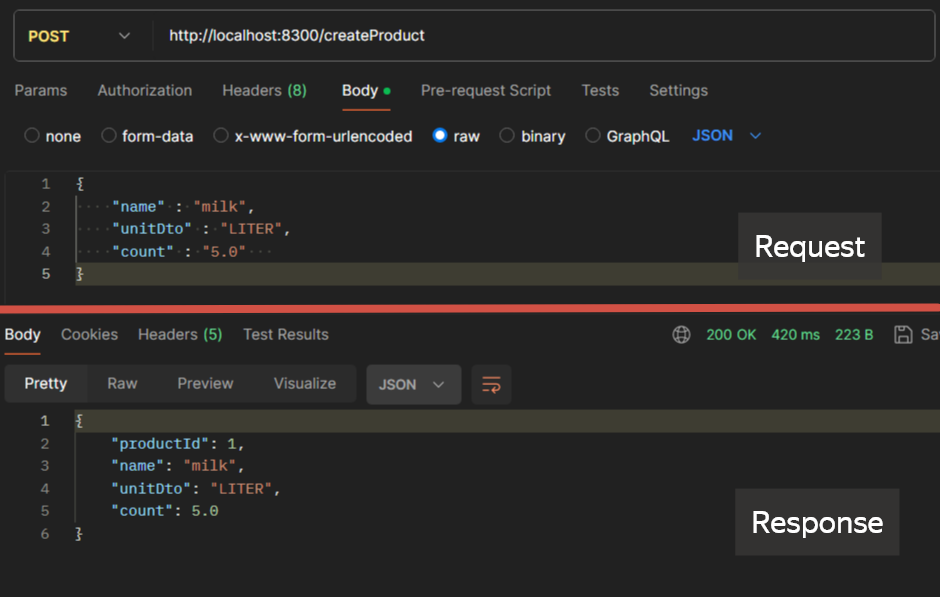 POST http://localhost:8300/createProduct
Params Authorization Headers (8) Body Pre-request Script Tests Settings
none form-data x-www-form-urlencoded raw binary GraphQL JSON
1 {
2 "name" : "milk",
3 "unitDto" : "LITER",
4 "count" : "5.0"
5 }
Request
Body Cookies Headers (5) Test Results 200 OK 420 ms 223 B Sa
Pretty Raw Preview Visualize JSON
1 {
2 "productId": 1,
3 "name": "milk",
4 "unitDto": "LITER",
5 "count": 5.0
6 }
Response